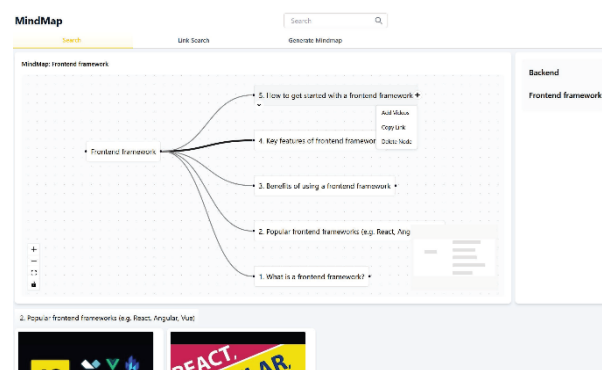 MindMap
Search
Search
Link Search
Generate Mindmap
MindMap: Frontend framework
Backend
Frontend framework
5. How to get started with a frontend framework +
Add Videos
Copy Link
Delete Node
4. Key features of frontend framewor
Frontend framework
3. Benefits of using a frontend framework
2. Popular frontend frameworks (e.g. React, Ang
1. What is a frontend framework?
2. Popular frontend frameworks (e.g. React, Angular, Vue)
REACT,